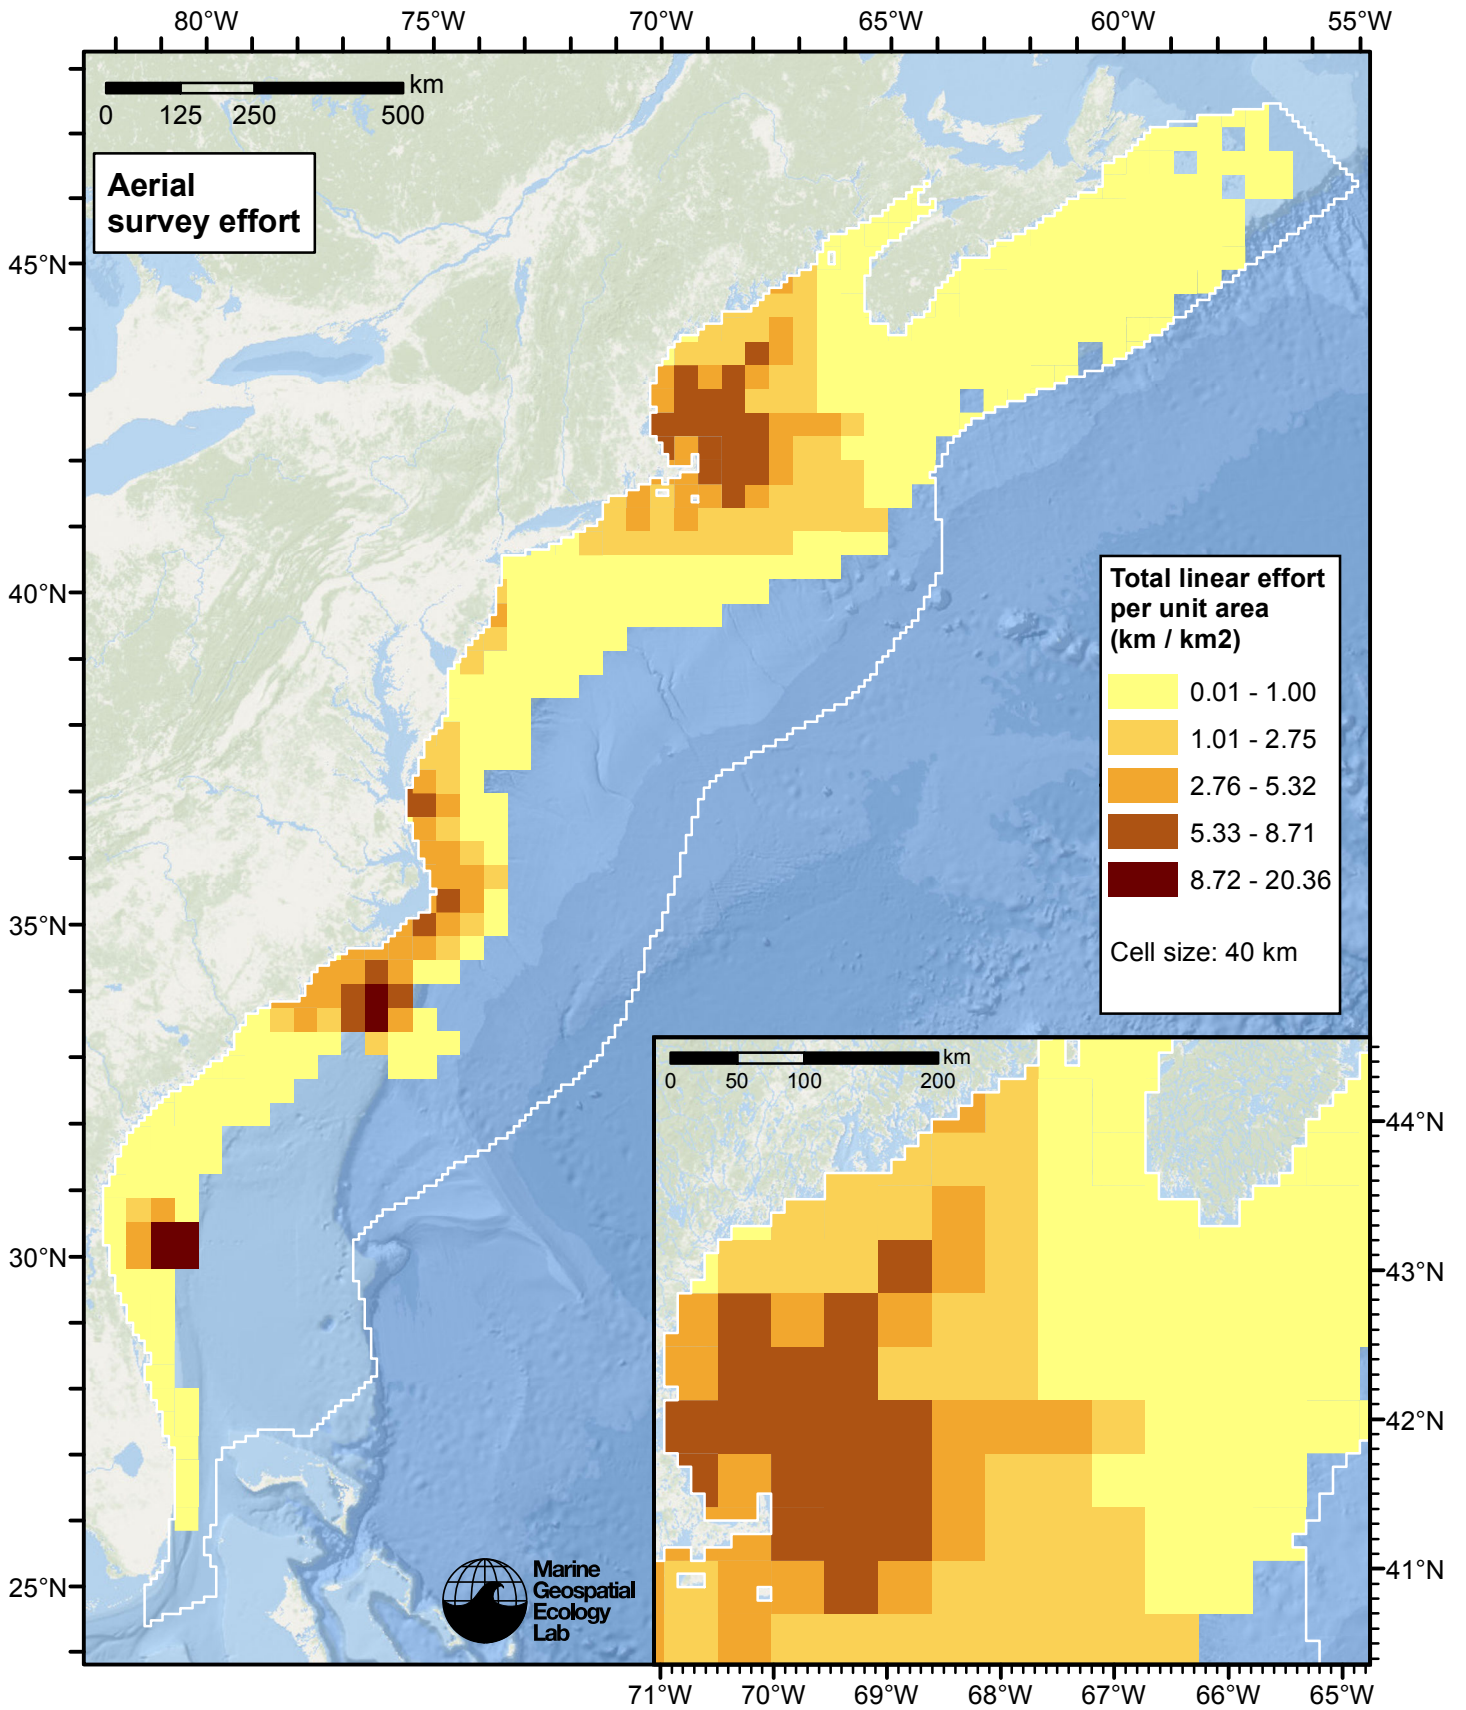 80°W 75°W 70°W 65°W 60°W 55°W
km
0 125 250 500
Aerial
survey effort
45°N
40°N
35°N
30°N
25°N
Total linear effort
per unit area
(km / km2)
0.01 - 1.00
1.01 - 2.75
2.76 - 5.32
5.33 - 8.71
8.72 - 20.36
Cell size: 40 km
km
0 50 100 200
44°N
43°N
42°N
41°N
Marine
Geospatial
Ecology
Lab
71°W 70°W 69°W 68°W 67°W 66°W 65°W